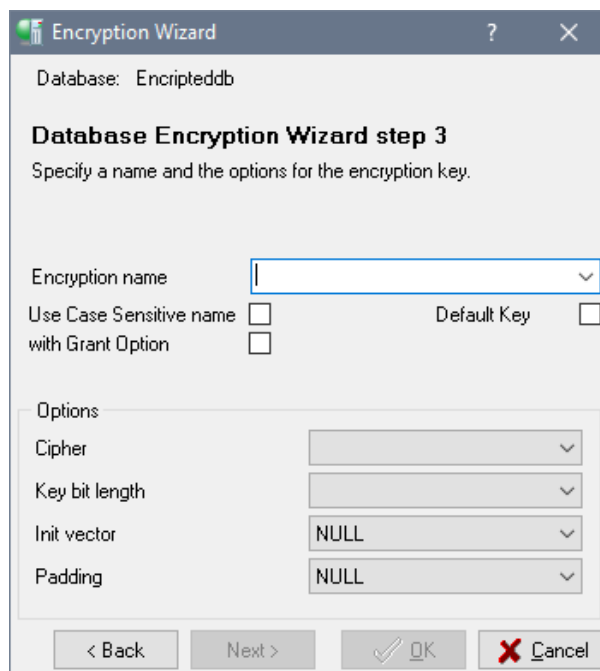 Encryption Wizard ?
Database: Encripteddb
Database Encryption Wizard step 3
Specify a name and the options for the encryption key.
Encryption name
Use Case Sensitive name Default Key
with Grant Option
Options
Cipher
Key bit length
Init vector NULL
Padding NULL
< Back Next > OK Cancel